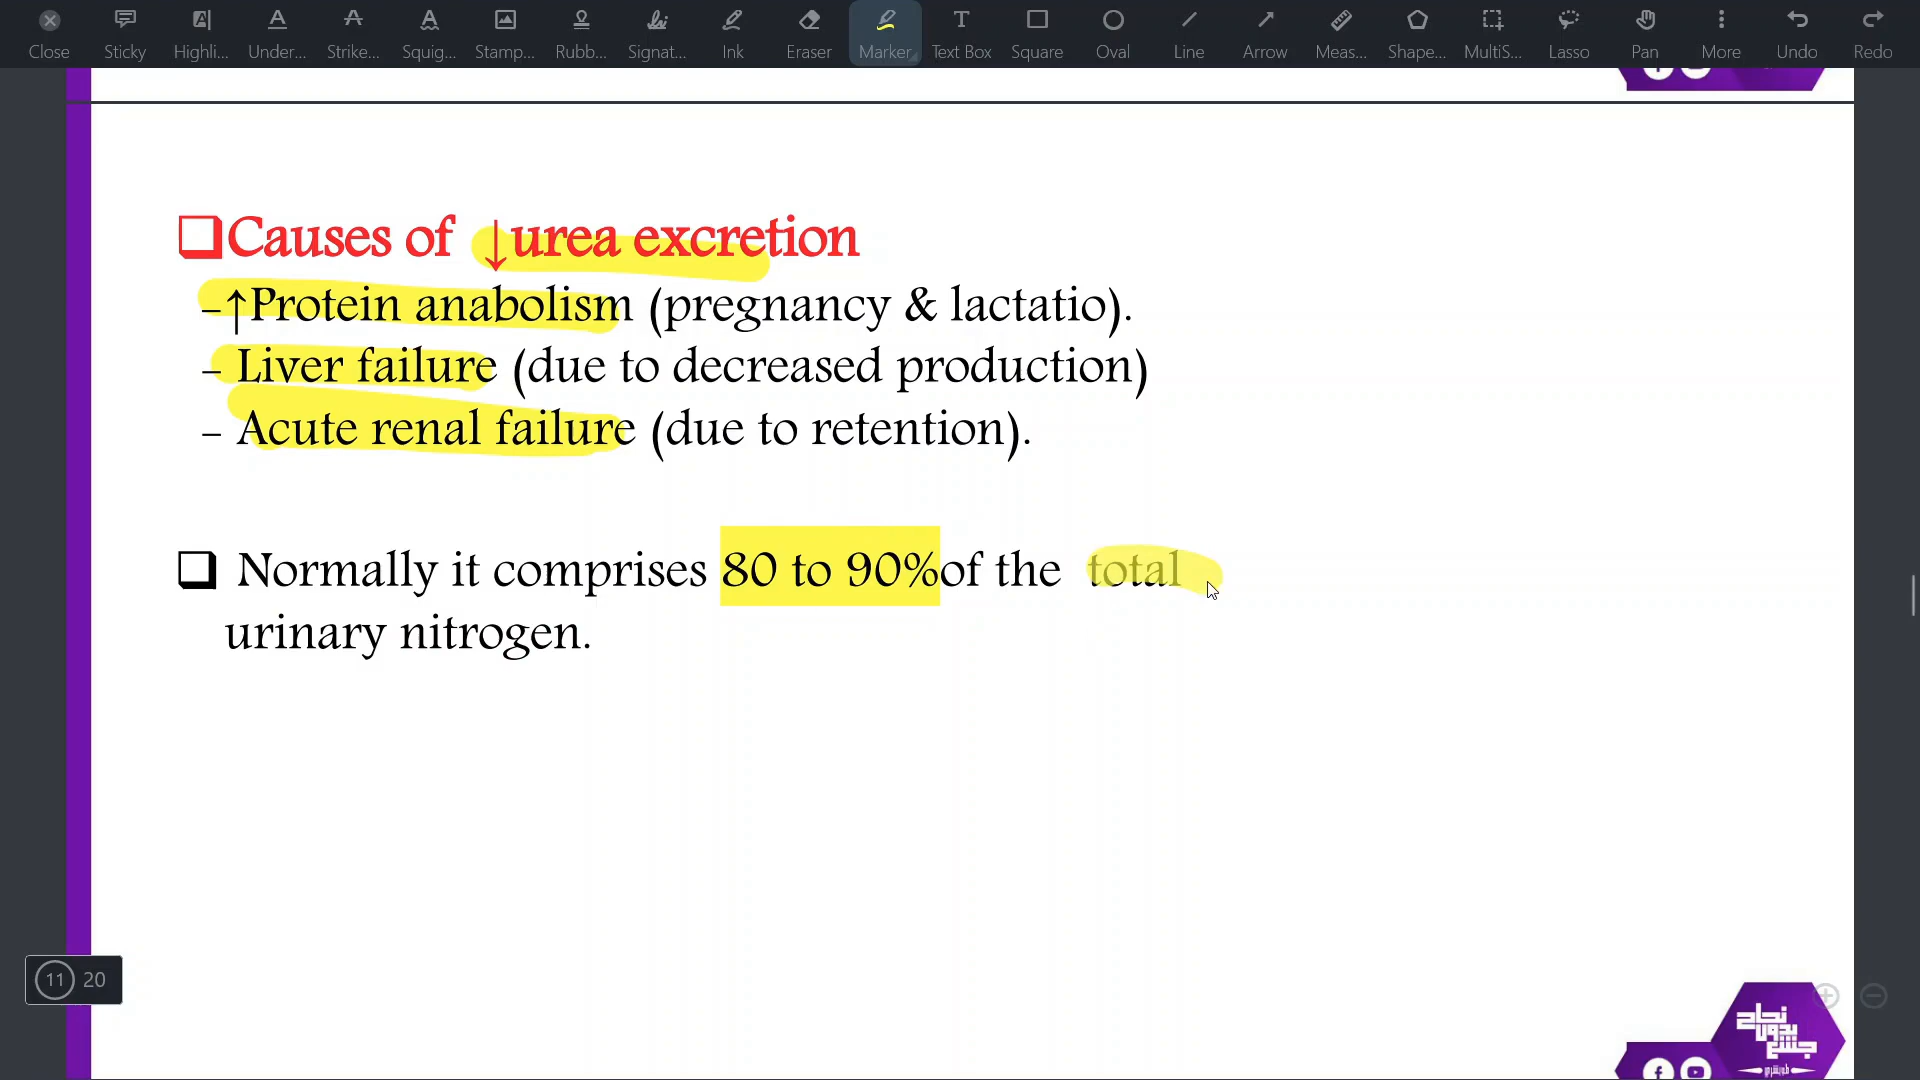 Close Sticky Highli... Under... Strike... Squig... Stamp... Rubb... Signat... Ink Eraser Marker Text Box Square Oval Line Arrow Meas... Shape... MultiS... Lasso Pan More Undo Redo
Causes of ↓urea excretion
-↑Protein anabolism (pregnancy & lactatio).
- Liver failure (due to decreased production)
- Acute renal failure (due to retention).
Normally it comprises 80 to 90%of the total
urinary nitrogen.
11 20
نجاح
بدون